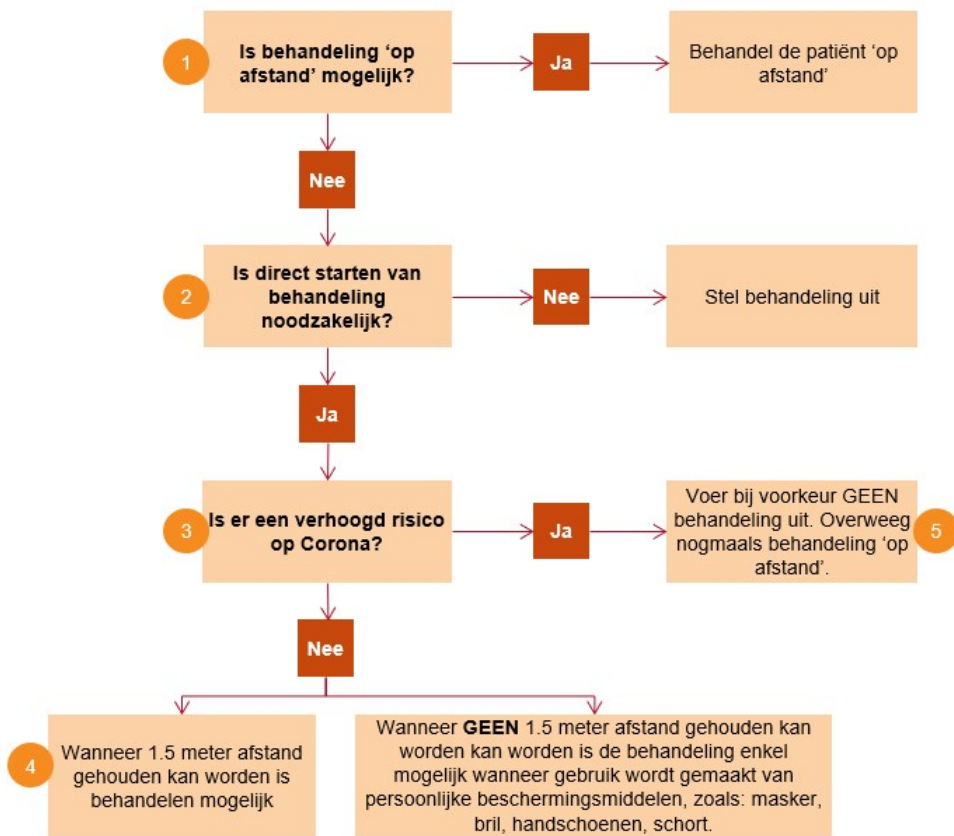 1
Is behandeling ‘op
afstand’ mogelijk?
Ja
Behandel de patiënt ‘op
afstand’
Nee
2
Is direct starten van
behandeling
noodzakelijk?
Nee
Stel behandeling uit
Ja
3
Is er een verhoogd risico
op Corona?
Ja
Voer bij voorkeur GEEN
behandeling uit. Overweeg
nogmaals behandeling ‘op
afstand’.
5
Nee
4
Wanneer 1.5 meter afstand
gehouden kan worden is
behandelen mogelijk
Wanneer GEEN 1.5 meter afstand gehouden kan
worden kan worden is de behandeling enkel
mogelijk wanneer gebruik wordt gemaakt van
persoonlijke beschermingsmiddelen, zoals: masker,
bril, handschoenen, schort.